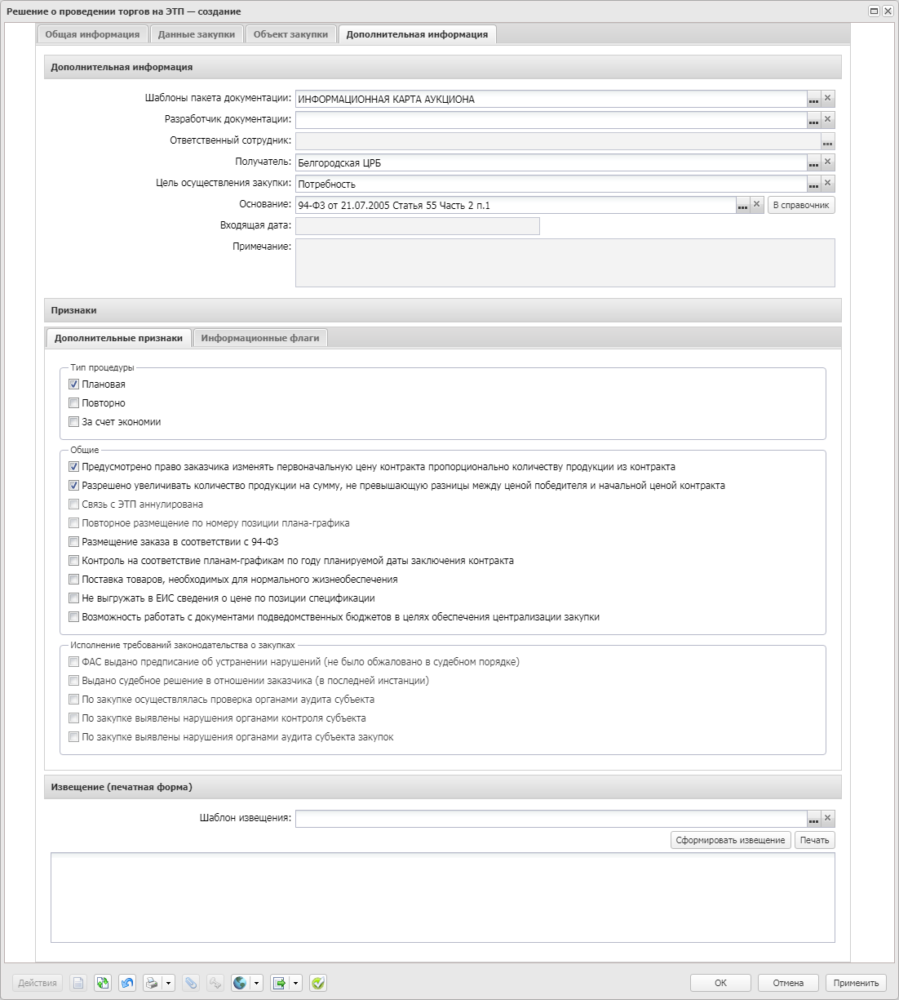 Решение о проведении торгов на ЭТП — создание
Общая информация Данные закупки Объект закупки Дополнительная информация
Дополнительная информация
Шаблоны пакета документации: ИНФОРМАЦИОННАЯ КАРТА АУКЦИОНА
Разработчик документации:
Ответственный сотрудник:
Получатель: Белгородская ЦРБ
Цель осуществления закупки: Потребность
Основание: 94-ФЗ от 21.07.2005 Статья 55 Часть 2 п.1 В справочник
Входящая дата:
Примечание:
Признаки
Дополнительные признаки Информационные флаги
Тип процедуры
Плановая
Повторно
За счет экономии
Общие
Предусмотрено право заказчика изменять первоначальную цену контракта пропорционально количеству продукции из контракта
Разрешено увеличивать количество продукции на сумму, не превышающую разницы между ценой победителя и начальной ценой контракта
Связь с ЭТП аннулирована
Повторное размещение по номеру позиции плана-графика
Размещение заказа в соответствии с 94-ФЗ
Контроль на соответствие планам-графикам по году планируемой даты заключения контракта
Поставка товаров, необходимых для нормального жизнеобеспечения
Не выгружать в ЕИС сведения о цене по позиции спецификации
Возможность работать с документами подведомственных бюджетов в целях обеспечения централизации закупки
Исполнение требований законодательства о закупках
ФАС выдано предписание об устранении нарушений (не было обжаловано в судебном порядке)
Выдано судебное решение в отношении заказчика (в последней инстанции)
По закупке осуществлялась проверка органами аудита субъекта
По закупке выявлены нарушения органами контроля субъекта
По закупке выявлены нарушения органами аудита субъекта закупок
Извещение (печатная форма)
Шаблон извещения:
Сформировать извещение Печать
Действия ОК Отмена Применить